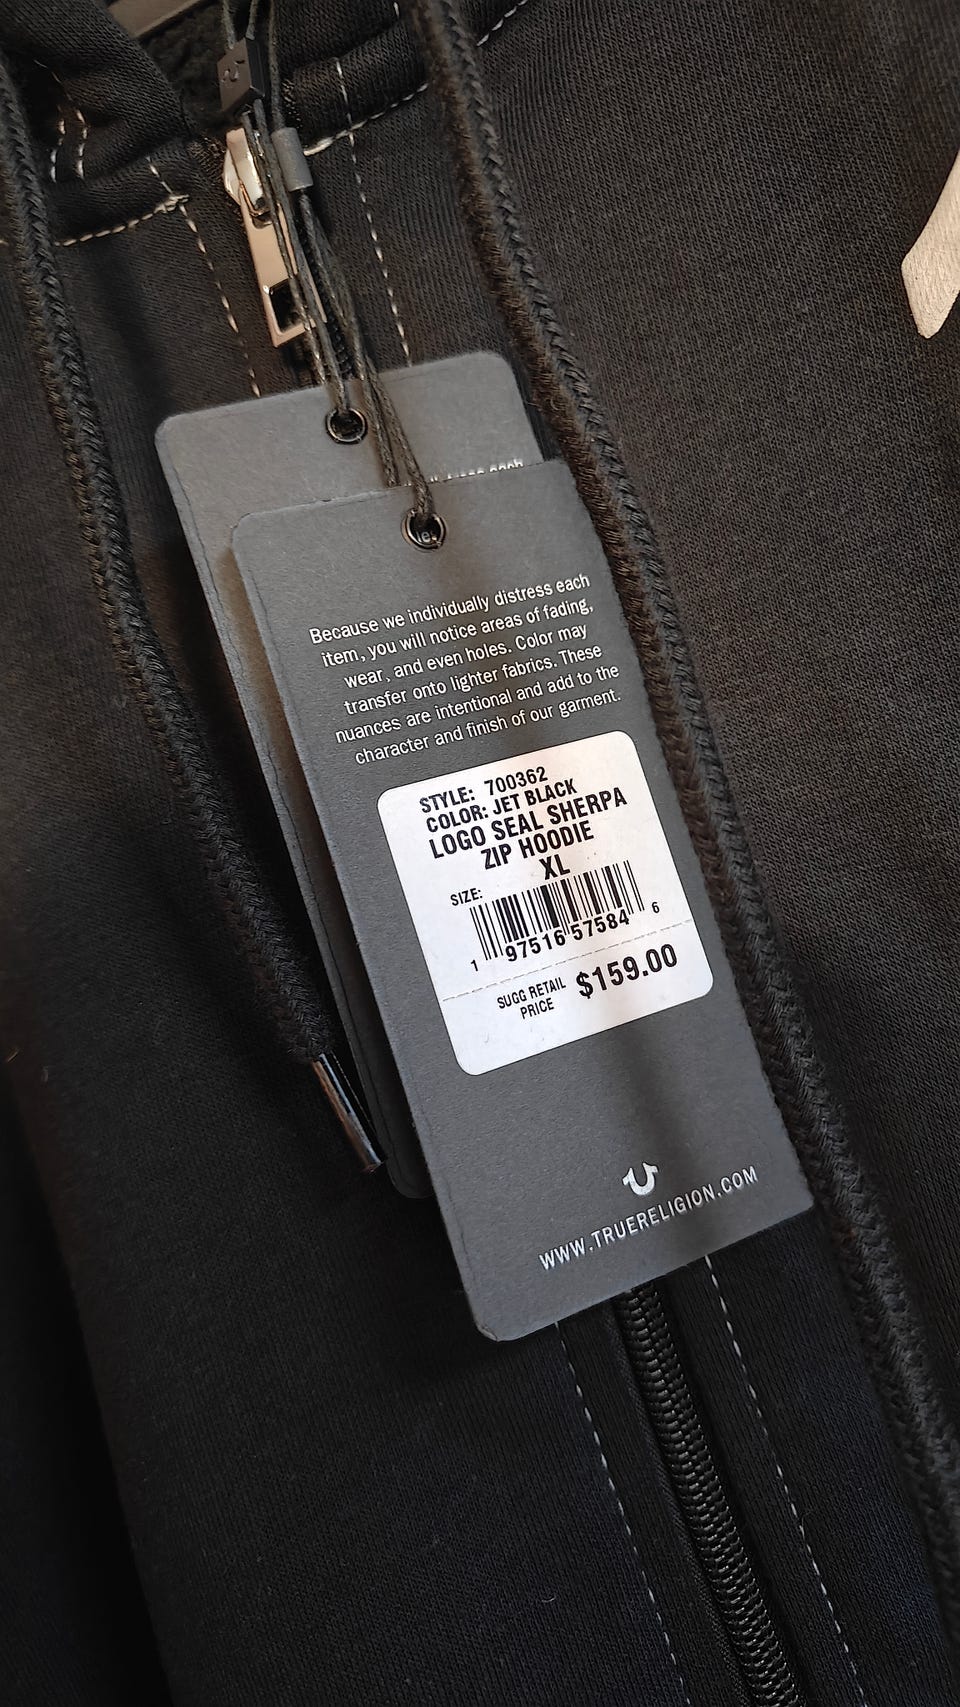 Because we individually distress each
item, you will notice areas of fading,
wear, and even holes. Color may
transfer onto lighter fabrics. These
nuances are intentional and add to the
character and finish of our garment.
STYLE: 700362
COLOR: JET BLACK
LOGO SEAL SHERPA
ZIP HOODIE
SIZE: XL
1 97516 57584 6
SUGG RETAIL
PRICE $159.00
WWW.TRUERELIGION.COM